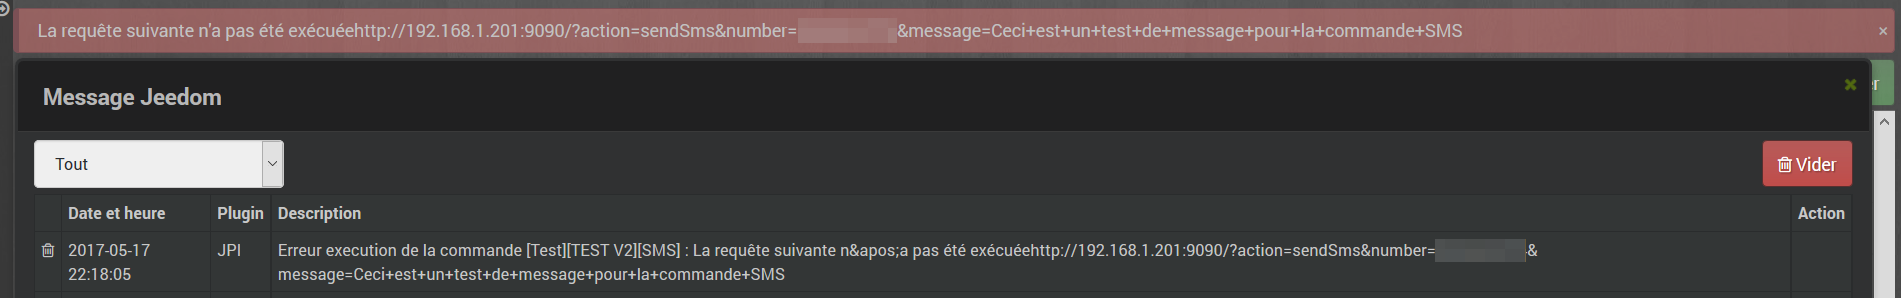 La requête suivante n'a pas été exécuéehttp://192.168.1.201:9090/?action=sendSms&number= &message=Ceci+est+un+test+de+message+pour+la+commande+SMS ×
Message Jeedom
er
Tout
Vider
Date et heure Plugin Description Action
2017-05-17 JPI Erreur execution de la commande [Test][TEST V2][SMS] : La requête suivante n&apos;a pas été exécuéehttp://192.168.1.201:9090/?action=sendSms&number= &
22:18:05 message=Ceci+est+un+test+de+message+pour+la+commande+SMS